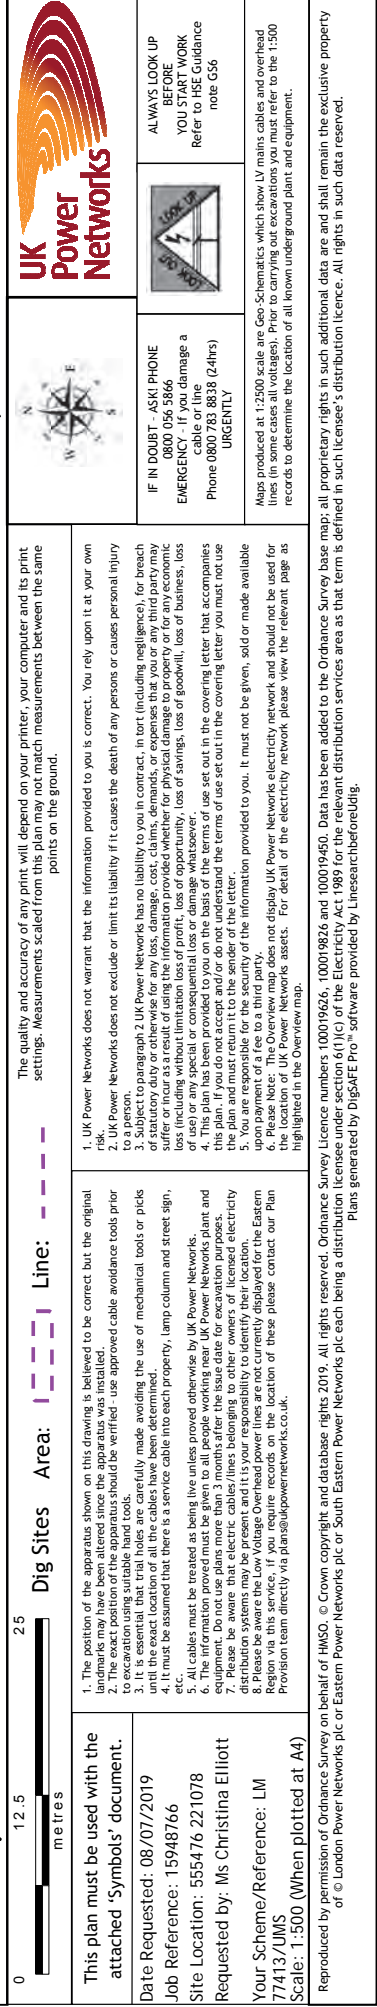 0 12.5 25
metres
Dig Sites Area: Line:
The quality and accuracy of any print will depend on your printer, your computer and its print
settings. Measurements scaled from this plan may not match measurements between the same
points on the ground.
N
E
S
W
UK
Power
Networks
This plan must be used with the
attached 'Symbols' document.
Date Requested: 08/07/2019
Job Reference: 15948766
Site Location: 555476 221078
Requested by: Ms Christina Elliott
Your Scheme/Reference: LM
77413/UMS
Scale: 1:500 (When plotted at A4)
1. The position of the apparatus shown on this drawing is believed to be correct but the original
landmarks may have been altered since the apparatus was installed.
2. The exact position of the apparatus should be verified - use approved cable avoidance tools prior
to excavation using suitable hand tools.
3. It is essential that trial holes are carefully made avoiding the use of mechanical tools or picks
until the exact location of all the cables have been determined.
4. It must be assumed that there is a service cable into each property, lamp column and street sign,
etc.
5. All cables must be treated as being live unless proved otherwise by UK Power Networks.
6. The information proved must be given to all people working near UK Power Networks plant and
equipment. Do not use plans more than 3 months after the issue date for excavation purposes.
7. Please be aware that electric cables/lines belonging to other owners of licensed electricity
distribution systems may be present and it is your responsibility to identify their location.
8. Please be aware the Low Voltage Overhead power lines are not currently displayed for the Eastern
Region via this service, if you require records on the location of these please contact our Plan
Provision team directly via plans@ukpowernetworks.co.uk.
1. UK Power Networks does not warrant that the information provided to you is correct. You rely upon it at your own
risk.
2. UK Power Networks does not exclude or limit its liability if it causes the death of any persons or causes personal injury
to a person.
3. Subject to paragraph 2 UK Power Networks has no liability to you in contract, in tort (including negligence), for breach
of statutory duty or otherwise for any loss, damage, cost, claims, demands, or expenses that you or any third party may
suffer or incur as a result of using the information provided whether for physical damage to property or for any economic
loss (including without limitation loss of profit, loss of opportunity, loss of savings, loss of goodwill, loss of business, loss
of use) or any special or consequential loss or damage whatsoever.
4. This plan has been provided to you on the basis of the terms of use set out in the covering letter that accompanies
this plan. If you do not accept and/or do not understand the terms of use set out in the covering letter you must not use
the plan and must return it to the sender of the letter.
5. You are responsible for the security of the information provided to you. It must not be given, sold or made available
upon payment of a fee to a third party.
6. Please Note: The Overview map does not display UK Power Networks electricity network and should not be used for
the location of UK Power Networks assets. For detail of the electricity network please view the relevant page as
highlighted in the Overview map.
IF IN DOUBT - ASK! PHONE
0800 056 5866
EMERGENCY - If you damage a
cable or line
Phone 0800 783 8838 (24hrs)
URGENTLY
LOOK OUT
LOOK UP
ALWAYS LOOK UP
BEFORE
YOU START WORK
Refer to HSE Guidance
note GS6
Maps produced at 1:2500 scale are Geo-Schematics which show LV mains cables and overhead
lines (in some cases all voltages). Prior to carrying out excavations you must refer to the 1:500
records to determine the location of all known underground plant and equipment.
Reproduced by permission of Ordnance Survey on behalf of HMSO. © Crown copyright and database rights 2019. All rights reserved. Ordnance Survey Licence numbers 100019626, 100019826 and 100019450. Data has been added to the Ordnance Survey base map; all proprietary rights in such additional data are and shall remain the exclusive property
of © London Power Networks plc or Eastern Power Networks plc or South Eastern Power Networks plc each being a distribution licensee under section 6(1)(c) of the Electricity Act 1989 for the relevant distribution services area as that term is defined in such licensee's distribution licence. All rights in such data reserved.
Plans generated by DigSAFE Pro™ software provided by LinesearchbeforeUdig.